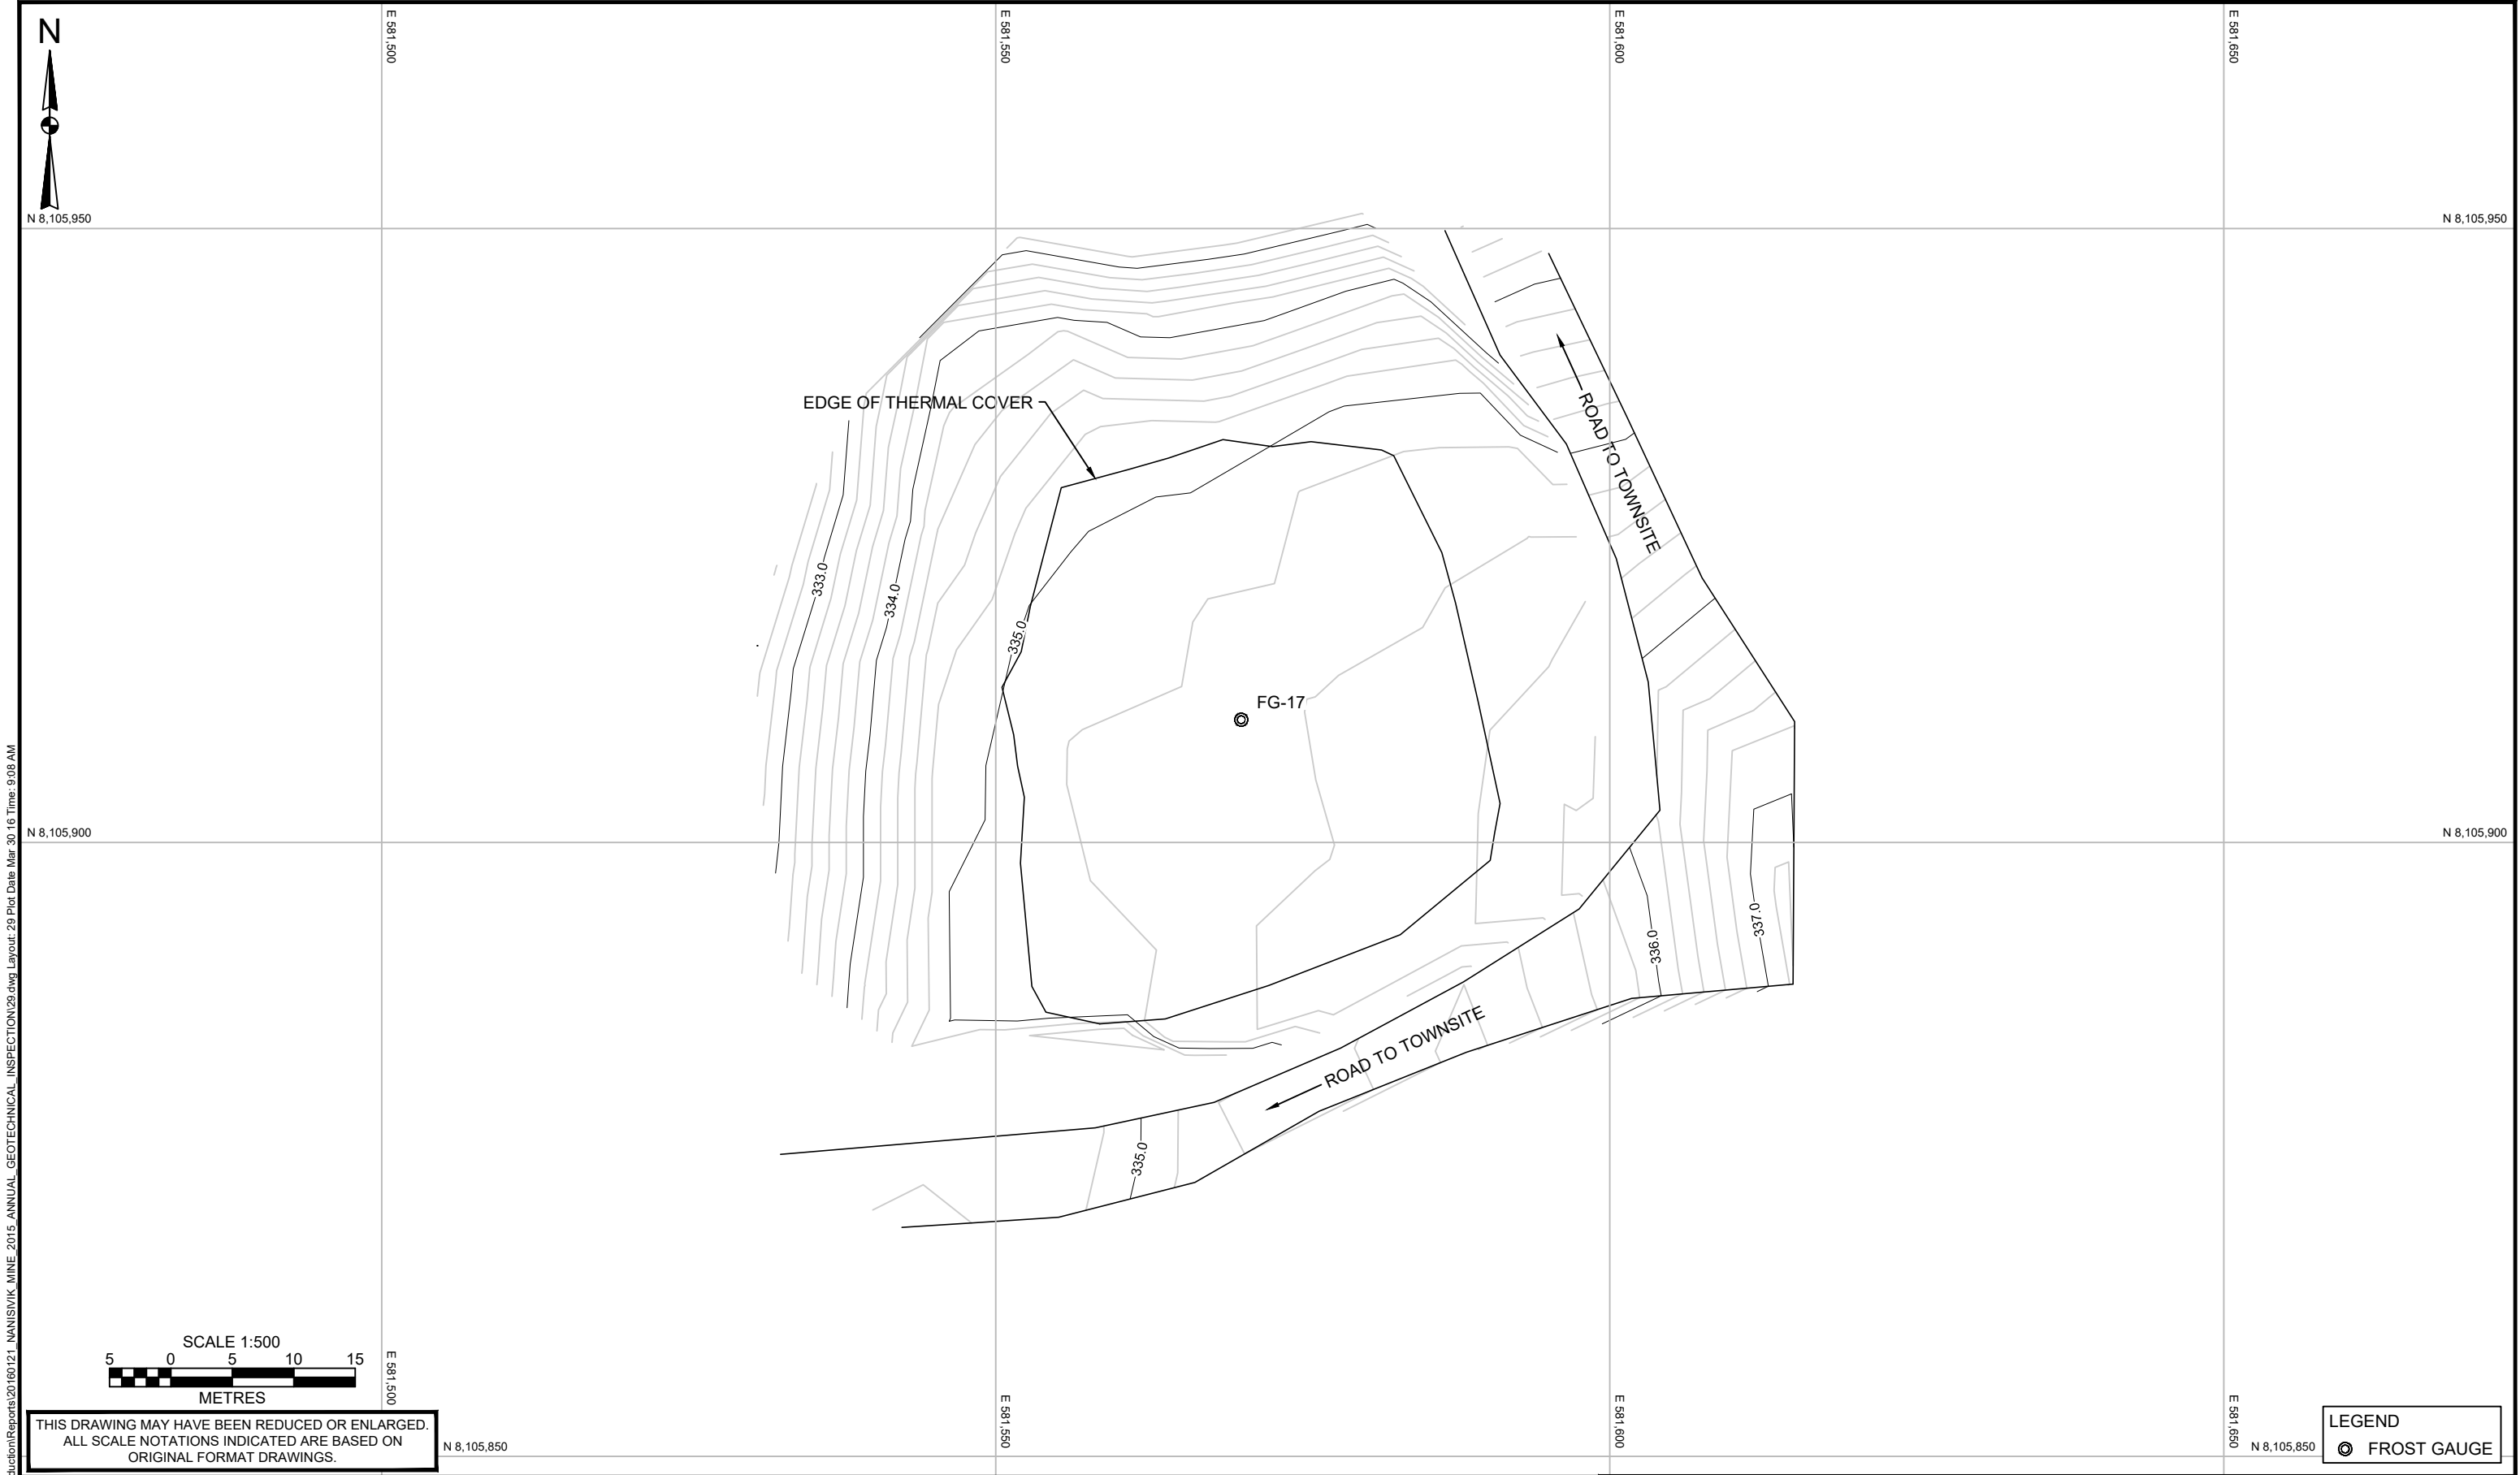 E 581,500
E 581,550
E 581,600
E 581,650
N
N 8,105,950
N 8,105,950
EDGE OF THERMAL COVER
ROAD TO TOWNSITE
333.0
334.0
335.0
FG-17
N 8,105,900
N 8,105,900
337.0
336.0
ROAD TO TOWNSITE
335.0
SCALE 1:500
5 0 5 10 15
METRES
THIS DRAWING MAY HAVE BEEN REDUCED OR ENLARGED.
ALL SCALE NOTATIONS INDICATED ARE BASED ON
ORIGINAL FORMAT DRAWINGS.
E 581,500
E 581,550
E 581,600
E 581,650
N 8,105,850
N 8,105,850
LEGEND
FROST GAUGE
duction\Reports\20160121_NANISIVIK_MINE_2015_ANNUAL_GEOTECHNICAL_INSPECTION\29.dwg Layout: 29 Plot Date Mar 30 16 Time: 9:08 AM